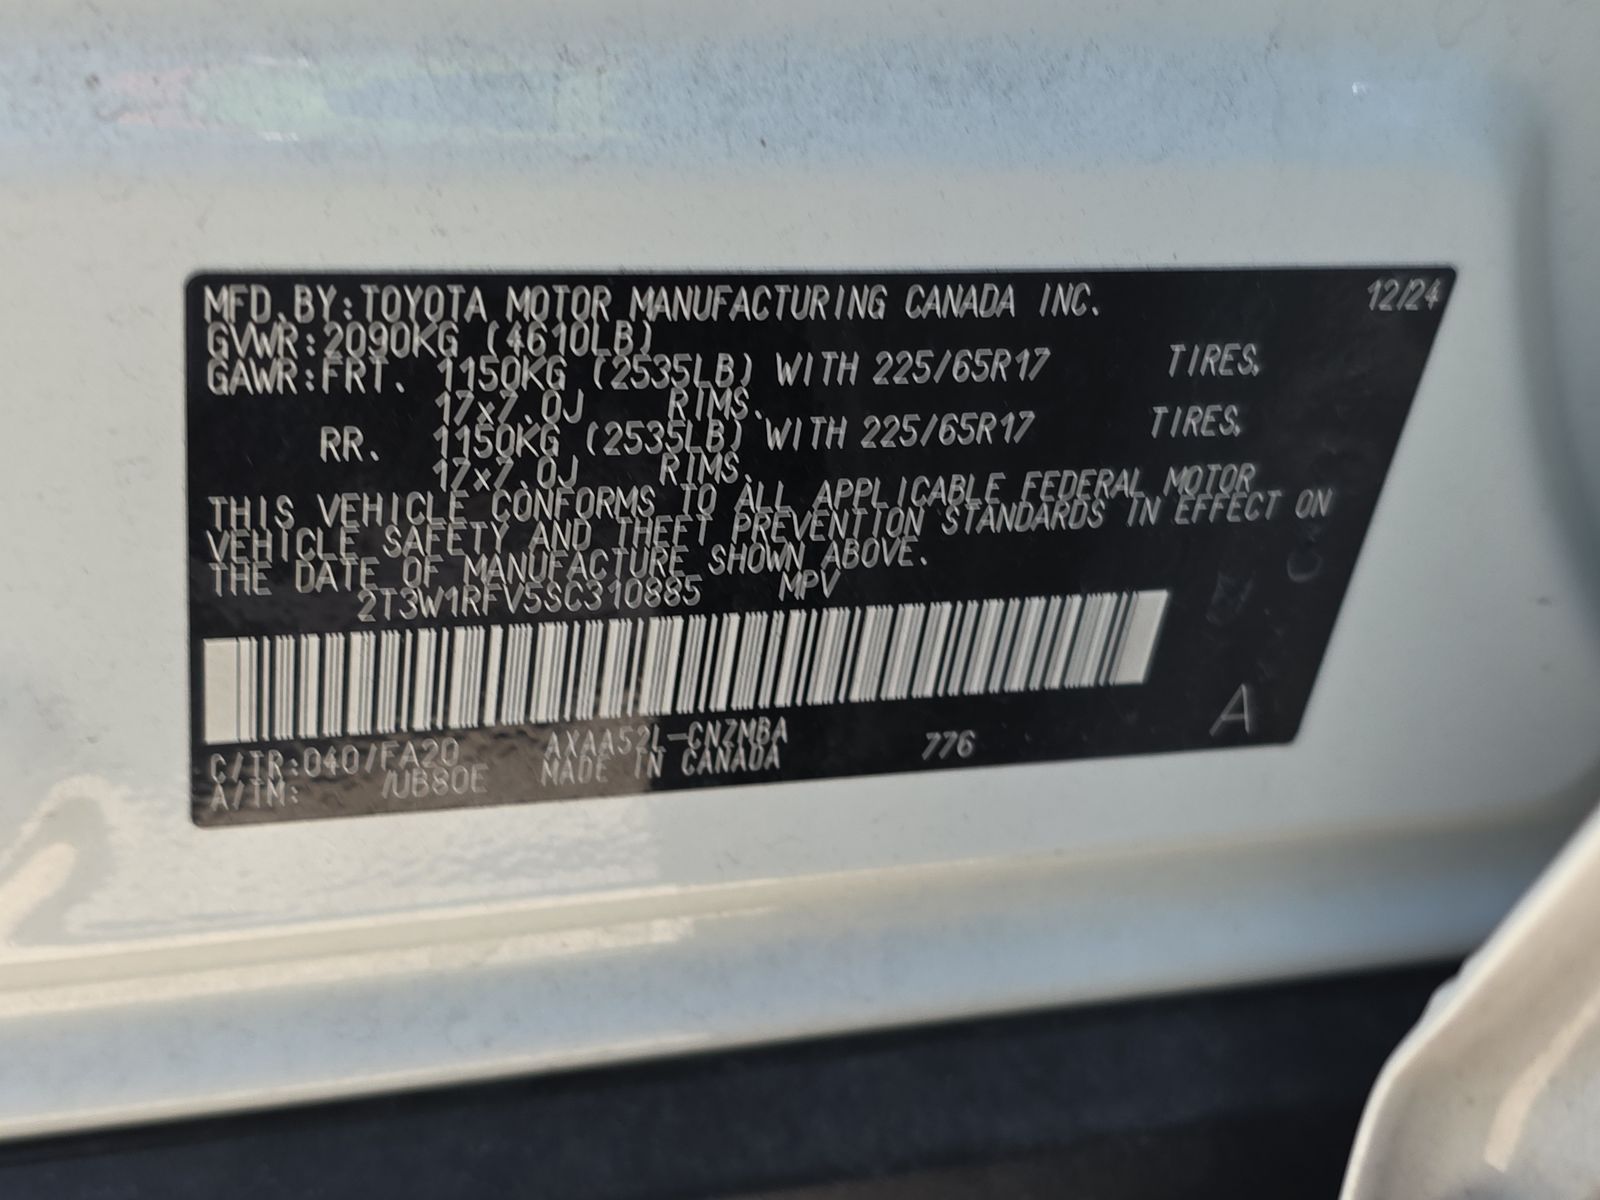 MFD.BY:TOYOTA MOTOR MANUFACTURING CANADA INC. 12/24
GVWR:2090KG (4610LB)
GAWR:FRT. 1150KG (2535LB) WITH 225/65R17 TIRES,
17x7.0J RIMS.
RR. 1150KG (2535LB) WITH 225/65R17 TIRES,
17x7.0J RIMS.
THIS VEHICLE CONFORMS TO ALL APPLICABLE FEDERAL MOTOR
VEHICLE SAFETY AND THEFT PREVENTION STANDARDS IN EFFECT ON
THE DATE OF MANUFACTURE SHOWN ABOVE.
2T3W1RFV5SC310885 MPV
C/TR:040/FA20 AXAA52L-CNZMBA 776 A
A/TM: /UB80E MADE IN CANADA